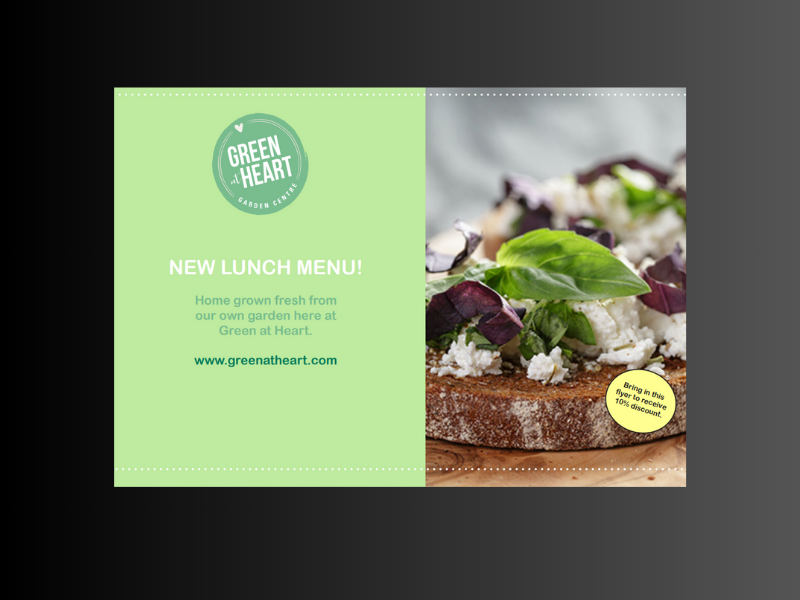 GREEN
at HEART
GARDEN CENTRE
NEW LUNCH MENU!
Home grown fresh from
our own garden here at
Green at Heart.
www.greenatheart.com
Bring in this
flyer to receive
10% discount.